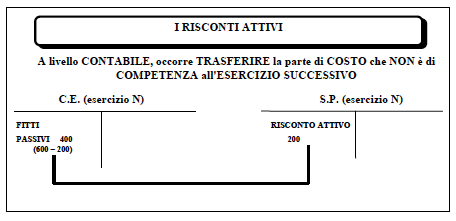 I RISCONTI ATTIVI
A livello CONTABILE, occorre TRASFERIRE la parte di COSTO che NON è di
COMPETENZA all'ESERCIZIO SUCCESSIVO
C.E. (esercizio N)
S.P. (esercizio N)
FITTI
PASSIVI 400
(600 – 200)
RISCONTO ATTIVO
200